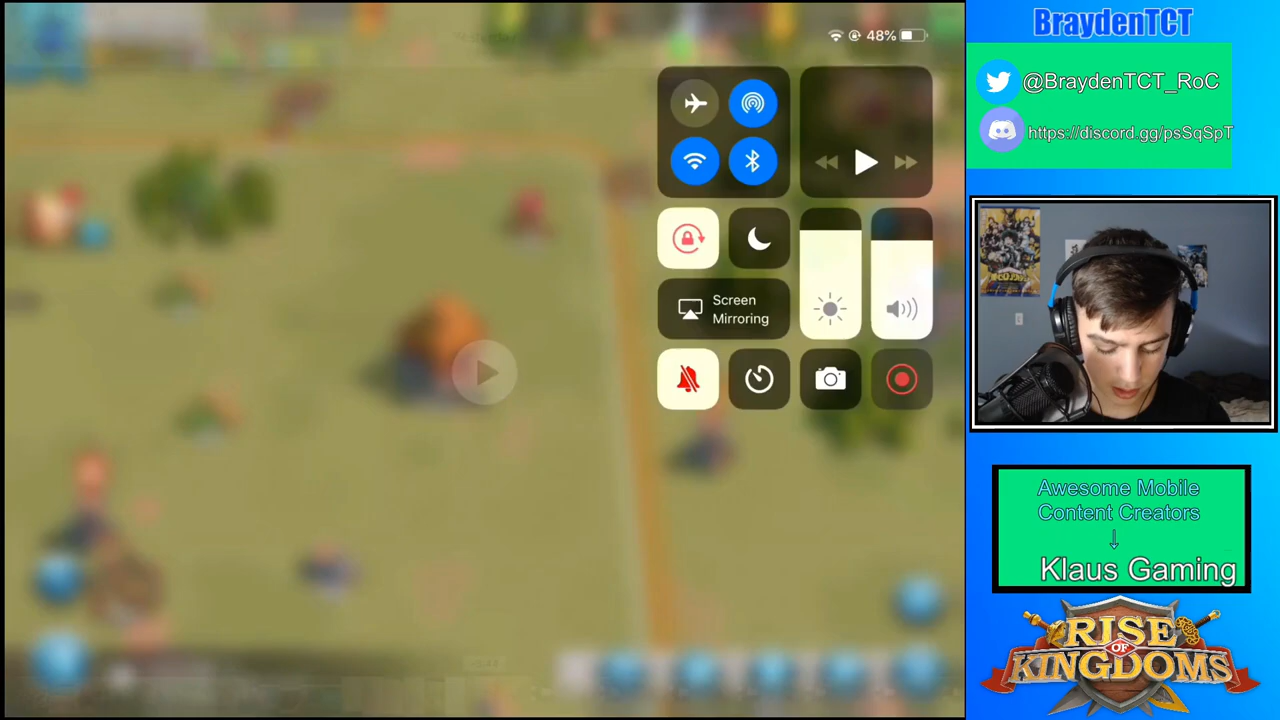 48%
Screen
Mirroring
BraydenTCT
@BraydenTCT_RoC
https://discord.gg/psSqSpT
Awesome Mobile
Content Creators
↓
Klaus Gaming
RISE
OF
KINGDOMS